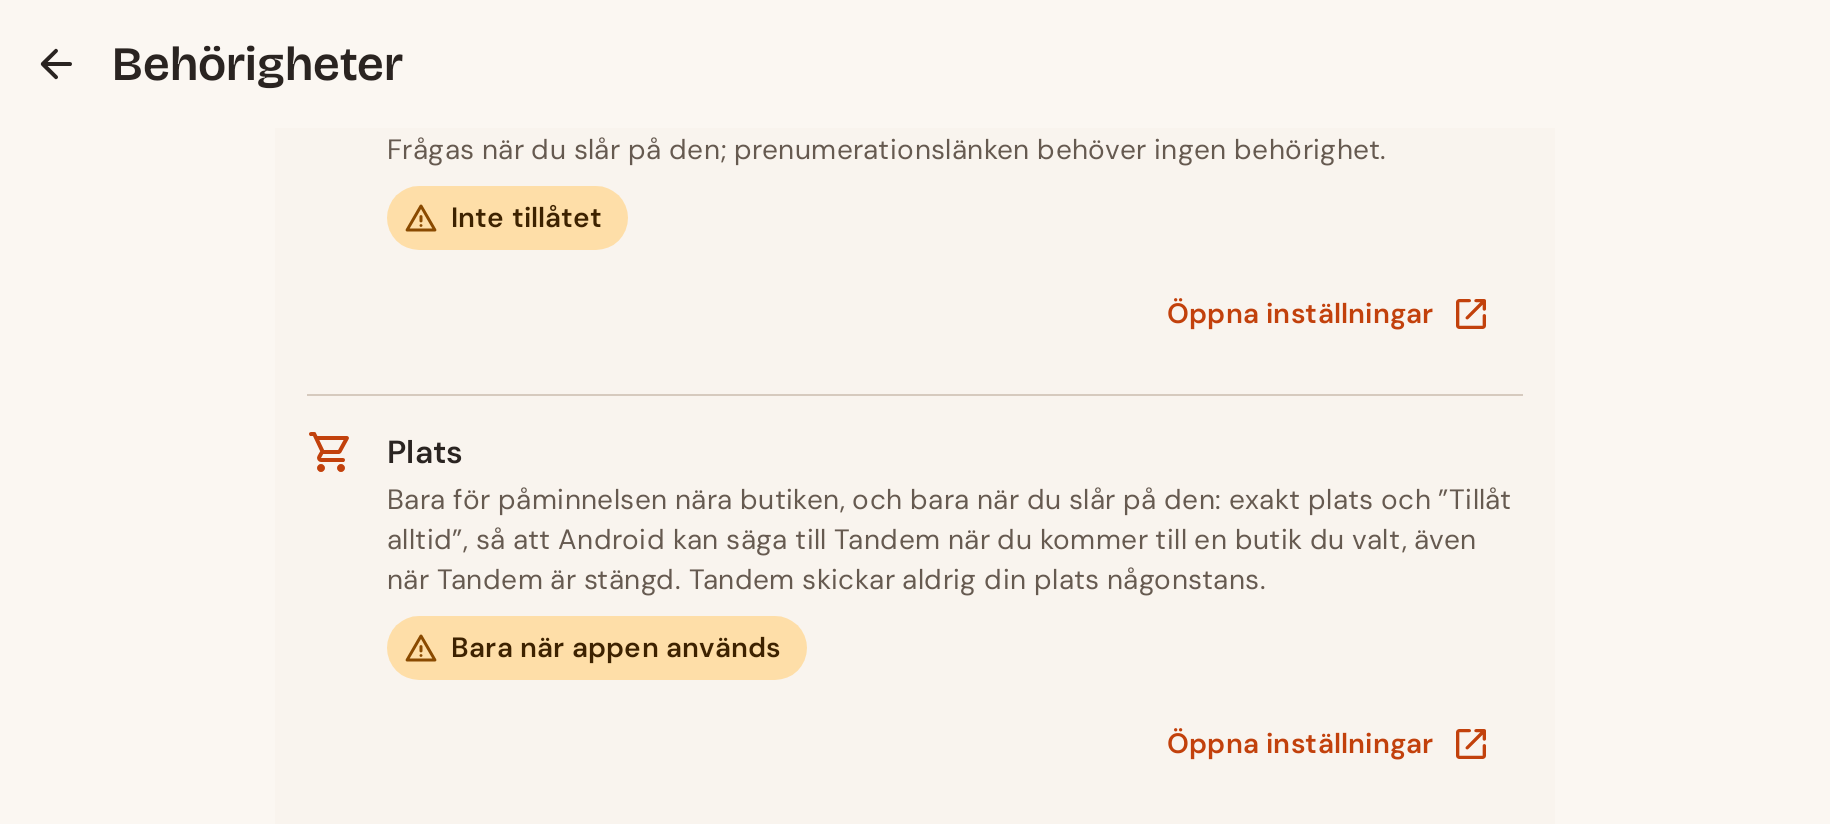 Behörigheter
Frågas när du slår på den; prenumerationslänken behöver ingen behörighet.
Inte tillåtet
Öppna inställningar
Plats
Bara för påminnelsen nära butiken, och bara när du slår på den: exakt plats och ”Tillåt
alltid”, så att Android kan säga till Tandem när du kommer till en butik du valt, även
när Tandem är stängd. Tandem skickar aldrig din plats någonstans.
Bara när appen används
Öppna inställningar